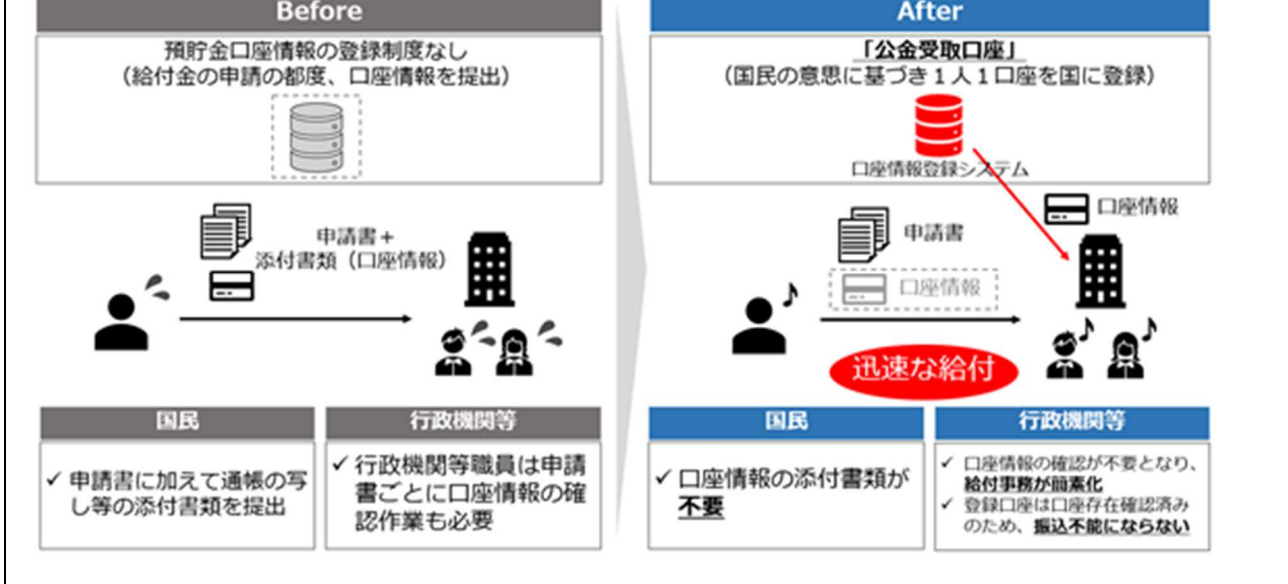 Before
預貯金口座情報の登録制度なし
（給付金の申請の都度、口座情報を提出）
申請書＋
添付書類（口座情報）
国民
行政機関等
✓ 申請書に加えて通帳の写
し等の添付書類を提出
✓ 行政機関等職員は申請
書ごとに口座情報の確
認作業も必要
After
「公金受取口座」
（国民の意思に基づき１人１口座を国に登録）
口座情報登録システム
口座情報
申請書
口座情報
迅速な給付
国民
行政機関等
✓ 口座情報の添付書類が
不要
✓ 口座情報の確認が不要となり、
給付事務が簡素化
✓ 登録口座は口座存在確認済み
のため、振込不能にならない